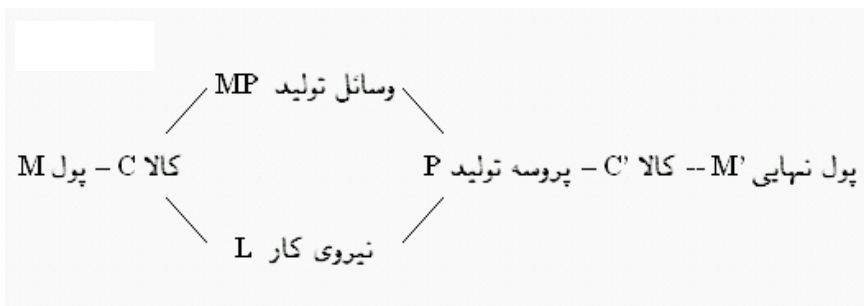 وسائل تولید MP
M پول – C کالا
P پروسه تولید – C’ کالا -- M’ پول نهایی
نیروی کار L